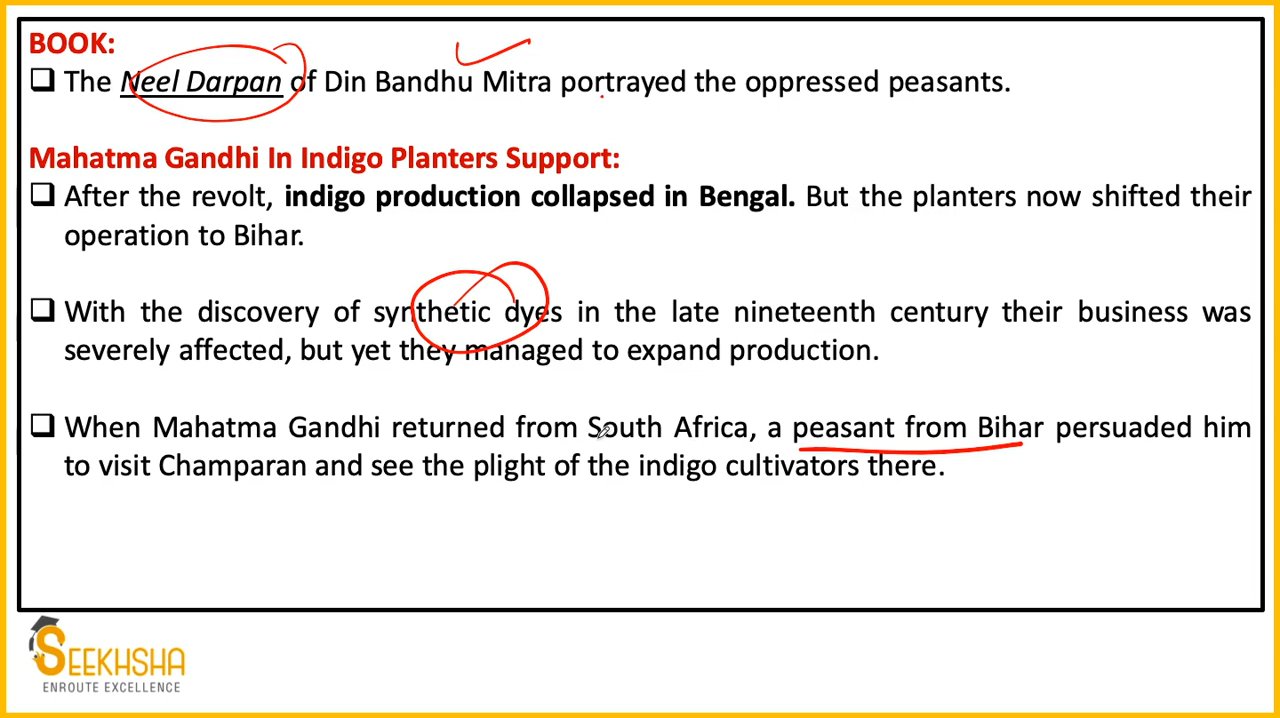 BOOK:
❑ The Neel Darpan of Din Bandhu Mitra portrayed the oppressed peasants.
Mahatma Gandhi In Indigo Planters Support:
❑ After the revolt, indigo production collapsed in Bengal. But the planters now shifted their
operation to Bihar.
❑ With the discovery of synthetic dyes in the late nineteenth century their business was
severely affected, but yet they managed to expand production.
❑ When Mahatma Gandhi returned from South Africa, a peasant from Bihar persuaded him
to visit Champaran and see the plight of the indigo cultivators there.
SEEKHSHA
ENROUTE EXCELLENCE